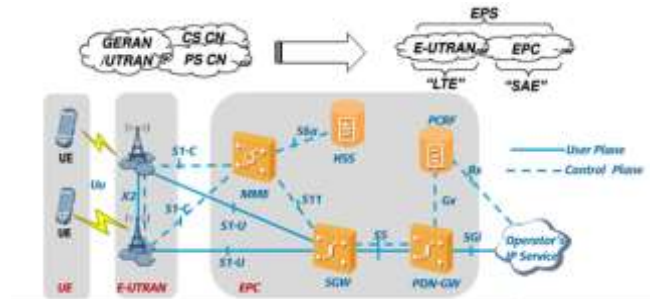 EPS
GERAN
/UTRAN
CS CN
PS CN
E-UTRAN
EPC
"LTE"
"SAE"
UE
Uu
UE
S1-C
X2
S1-C
S1-U
S1-U
MME
S6a
HSS
S11
S5
SGW
PCRF
Gx
Rx
PDN-GW
SGi
Operator's
IP Service
User Plane
Control Plane
UE
E-UTRAN
EPC